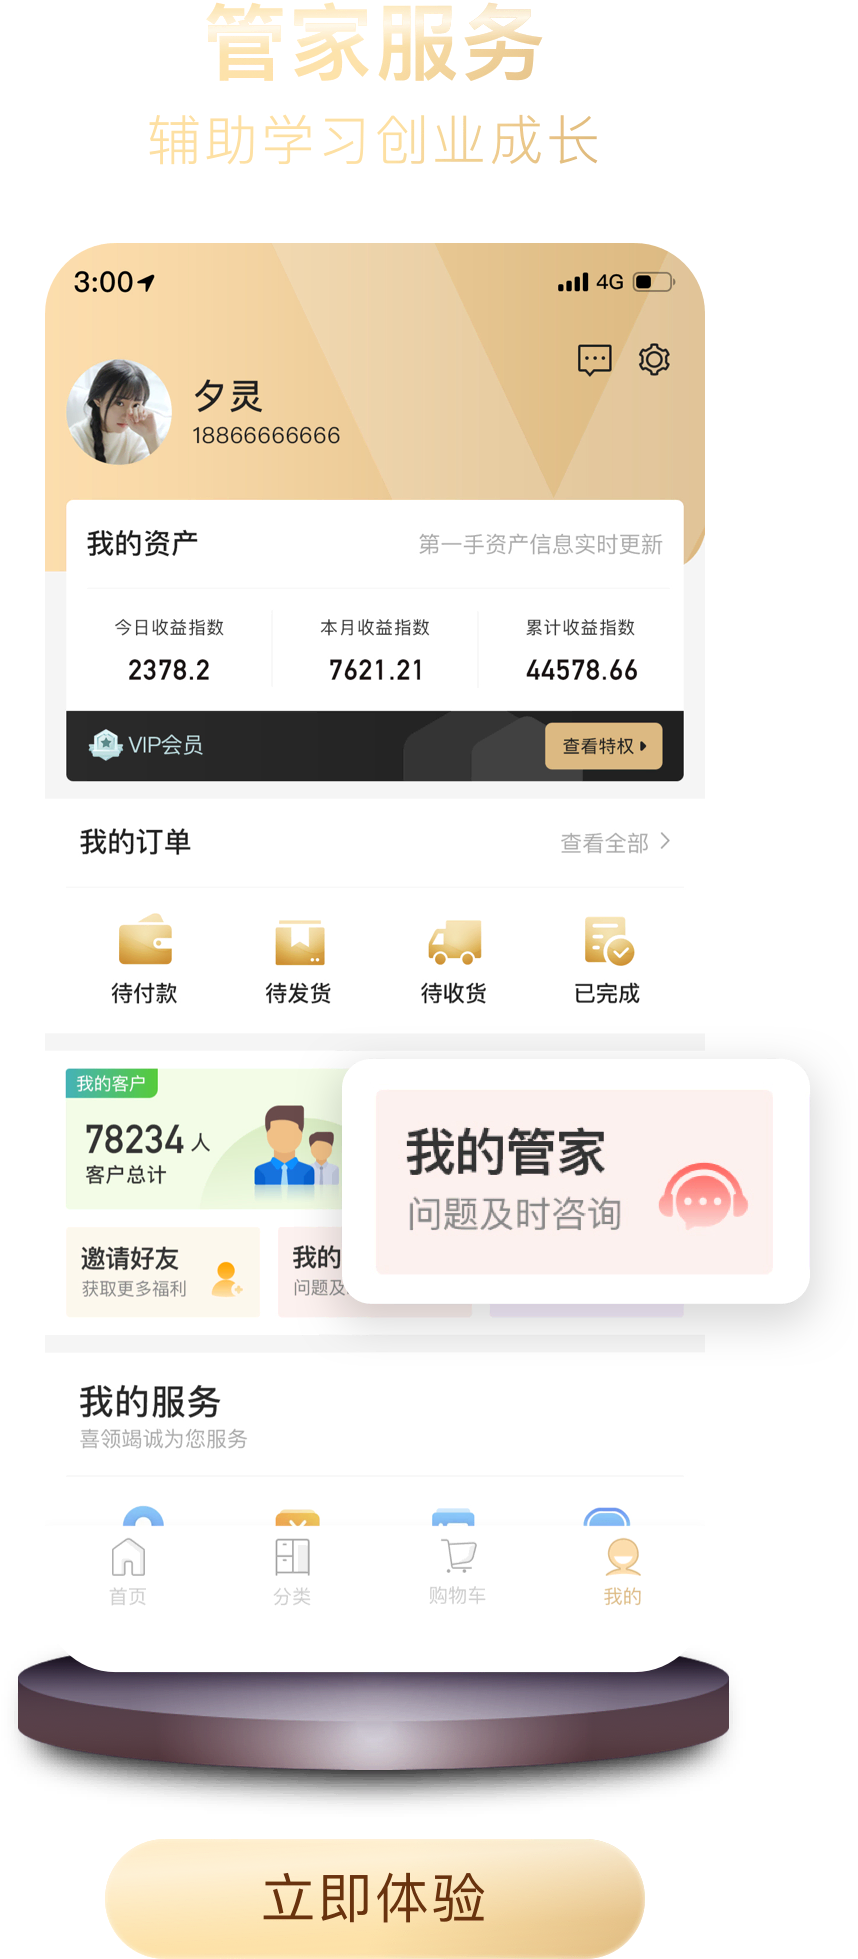 管家服务
辅助学习创业成长
3:00
4G
夕灵
18866666666
我的资产
第一手资产信息实时更新
今日收益指数
本月收益指数
累计收益指数
2378.2
7621.21
44578.66
VIP会员
查看特权
我的订单
查看全部
待付款
待发货
待收货
已完成
我的客户
78234 人
客户总计
我的管家
问题及时咨询
邀请好友
获取更多福利
我的
问题及
我的服务
喜领竭诚为您服务
首页
分类
购物车
我的
立即体验